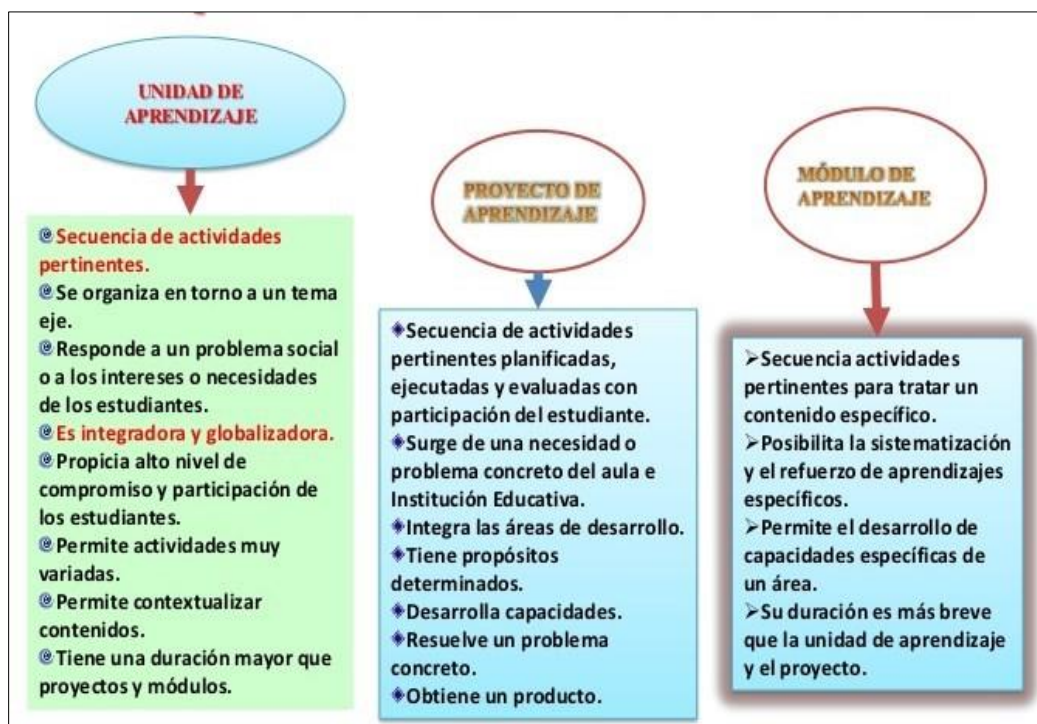 UNIDAD DE
APRENDIZAJE
Secuencia de actividades
pertinentes.
Se organiza en torno a un tema
eje.
Responde a un problema social
o a los intereses o necesidades
de los estudiantes.
Es integradora y globalizadora.
Propicia alto nivel de
compromiso y participación de
los estudiantes.
Permite actividades muy
variadas.
Permite contextualizar
contenidos.
Tiene una duración mayor que
proyectos y módulos.
PROYECTO DE
APRENDIZAJE
Secuencia de actividades
pertinentes planificadas,
ejecutadas y evaluadas con
participación del estudiante.
Surge de una necesidad o
problema concreto del aula e
Institución Educativa.
Integra las áreas de desarrollo.
Tiene propósitos
determinados.
Desarrolla capacidades.
Resuelve un problema
concreto.
Obtiene un producto.
MÓDULO DE
APRENDIZAJE
Secuencia actividades
pertinentes para tratar un
contenido específico.
Posibilita la sistematización
y el refuerzo de aprendizajes
específicos.
Permite el desarrollo de
capacidades específicas de
un área.
Su duración es más breve
que la unidad de aprendizaje
y el proyecto.